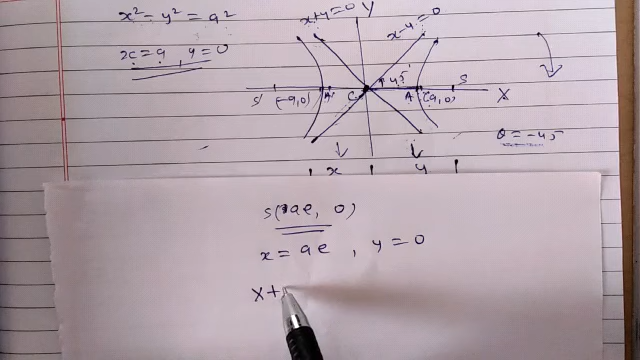 x² - y² = a²
x = a, y = 0
x+y=0
Y
x-y=0
45°
S'
(-a,0)
A'
C
A
(a,0)
S
X
θ = -45
x
y
S(ae, 0)
x = ae, y = 0
X+